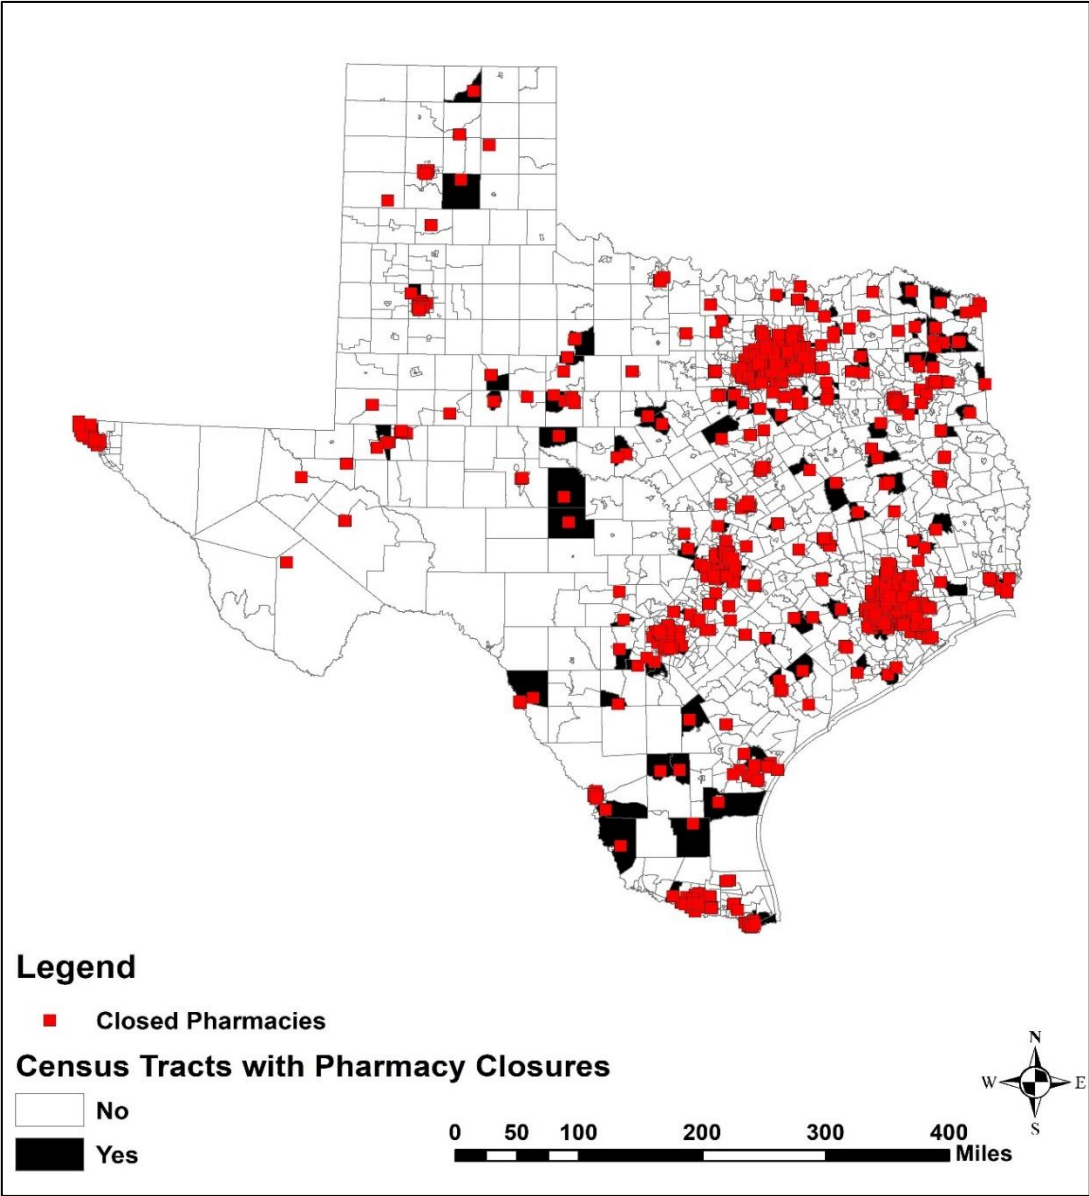 Legend
Closed Pharmacies
Census Tracts with Pharmacy Closures
No
Yes
0 50 100 200 300 400
Miles
N
W E
S